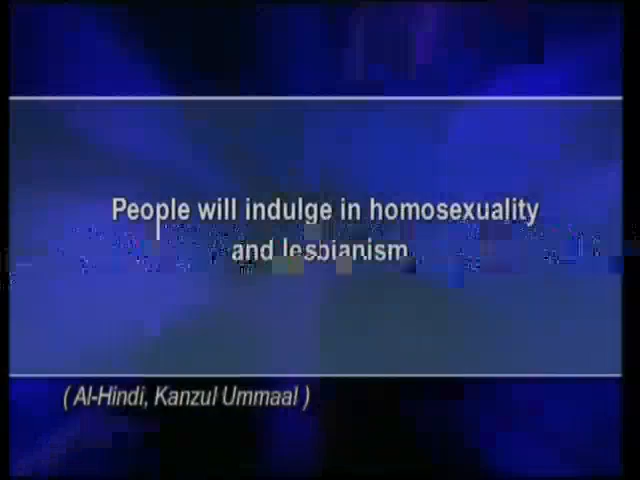 People will indulge in homosexuality
and lesbianism
( Al-Hindi, Kanzul Ummaal )